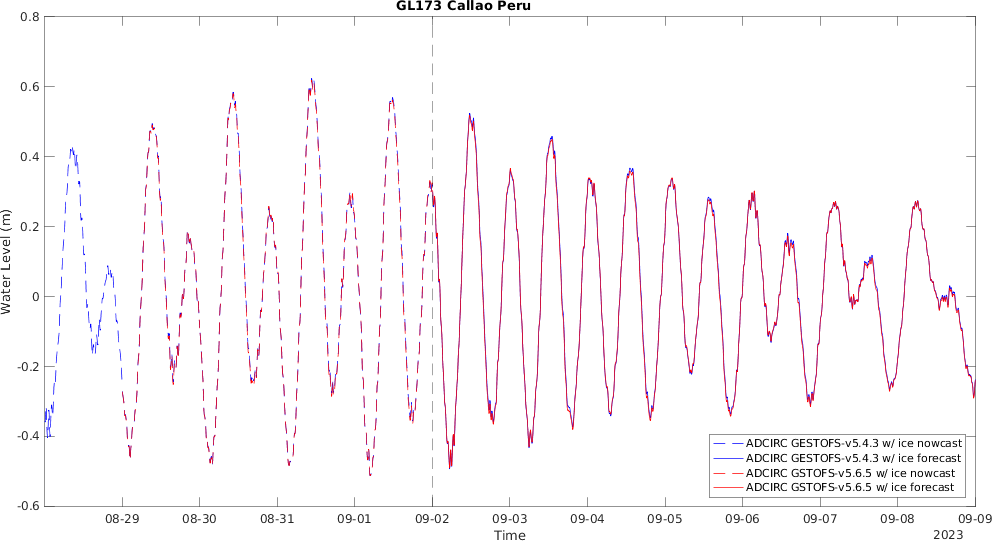 GL173 Callao Peru
0.8
0.6
0.4
0.2
0
-0.2
-0.4
-0.6
Water Level (m)
08-29 08-30 08-31 09-01 09-02 09-03 09-04 09-05 09-06 09-07 09-08 09-09
Time
2023
ADCIRC GESTOFS-v5.4.3 w/ ice nowcast
ADCIRC GESTOFS-v5.4.3 w/ ice forecast
ADCIRC GSTOFS-v5.6.5 w/ ice nowcast
ADCIRC GSTOFS-v5.6.5 w/ ice forecast